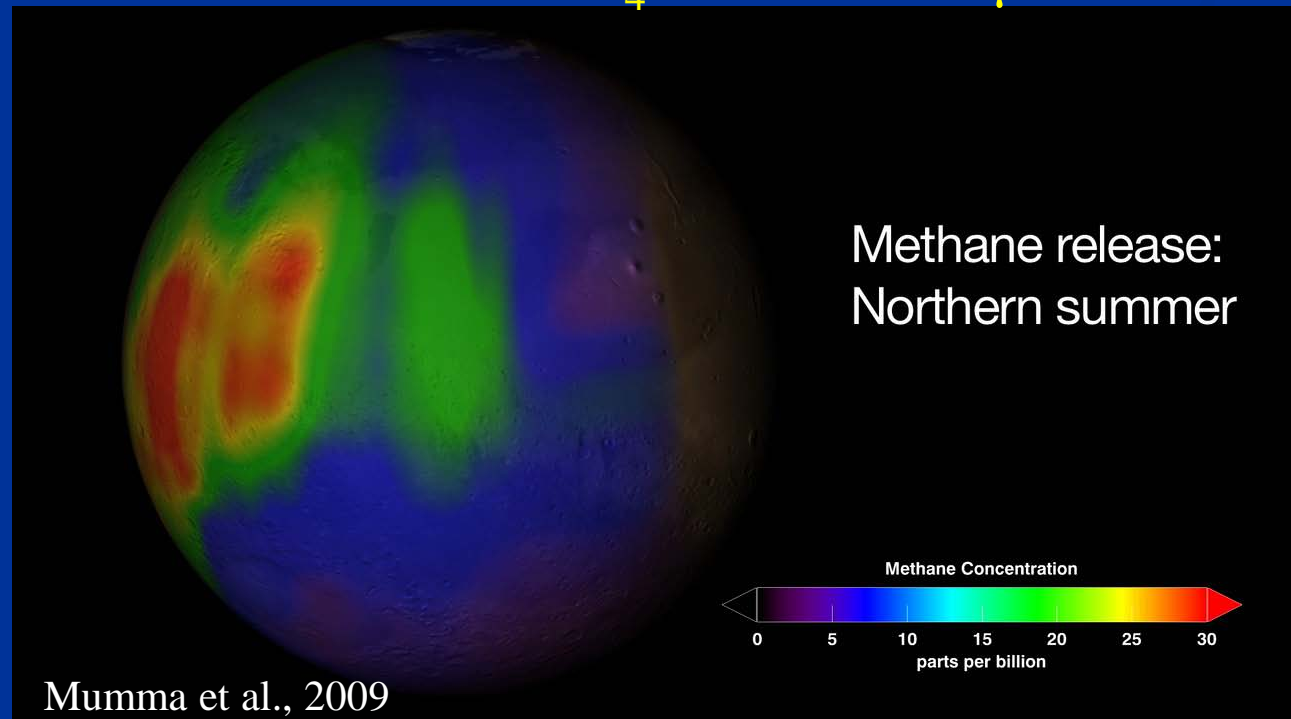 4
Methane release:
Northern summer
Methane Concentration
0 5 10 15 20 25 30
parts per billion
Mumma et al., 2009